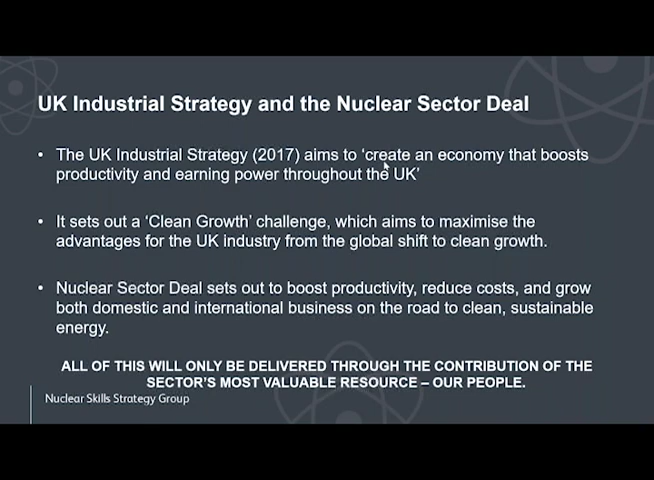 UK Industrial Strategy and the Nuclear Sector Deal
• The UK Industrial Strategy (2017) aims to ‘create an economy that boosts
productivity and earning power throughout the UK’
• It sets out a ‘Clean Growth’ challenge, which aims to maximise the
advantages for the UK industry from the global shift to clean growth.
• Nuclear Sector Deal sets out to boost productivity, reduce costs, and grow
both domestic and international business on the road to clean, sustainable
energy.
ALL OF THIS WILL ONLY BE DELIVERED THROUGH THE CONTRIBUTION OF THE
SECTOR’S MOST VALUABLE RESOURCE – OUR PEOPLE.
Nuclear Skills Strategy Group